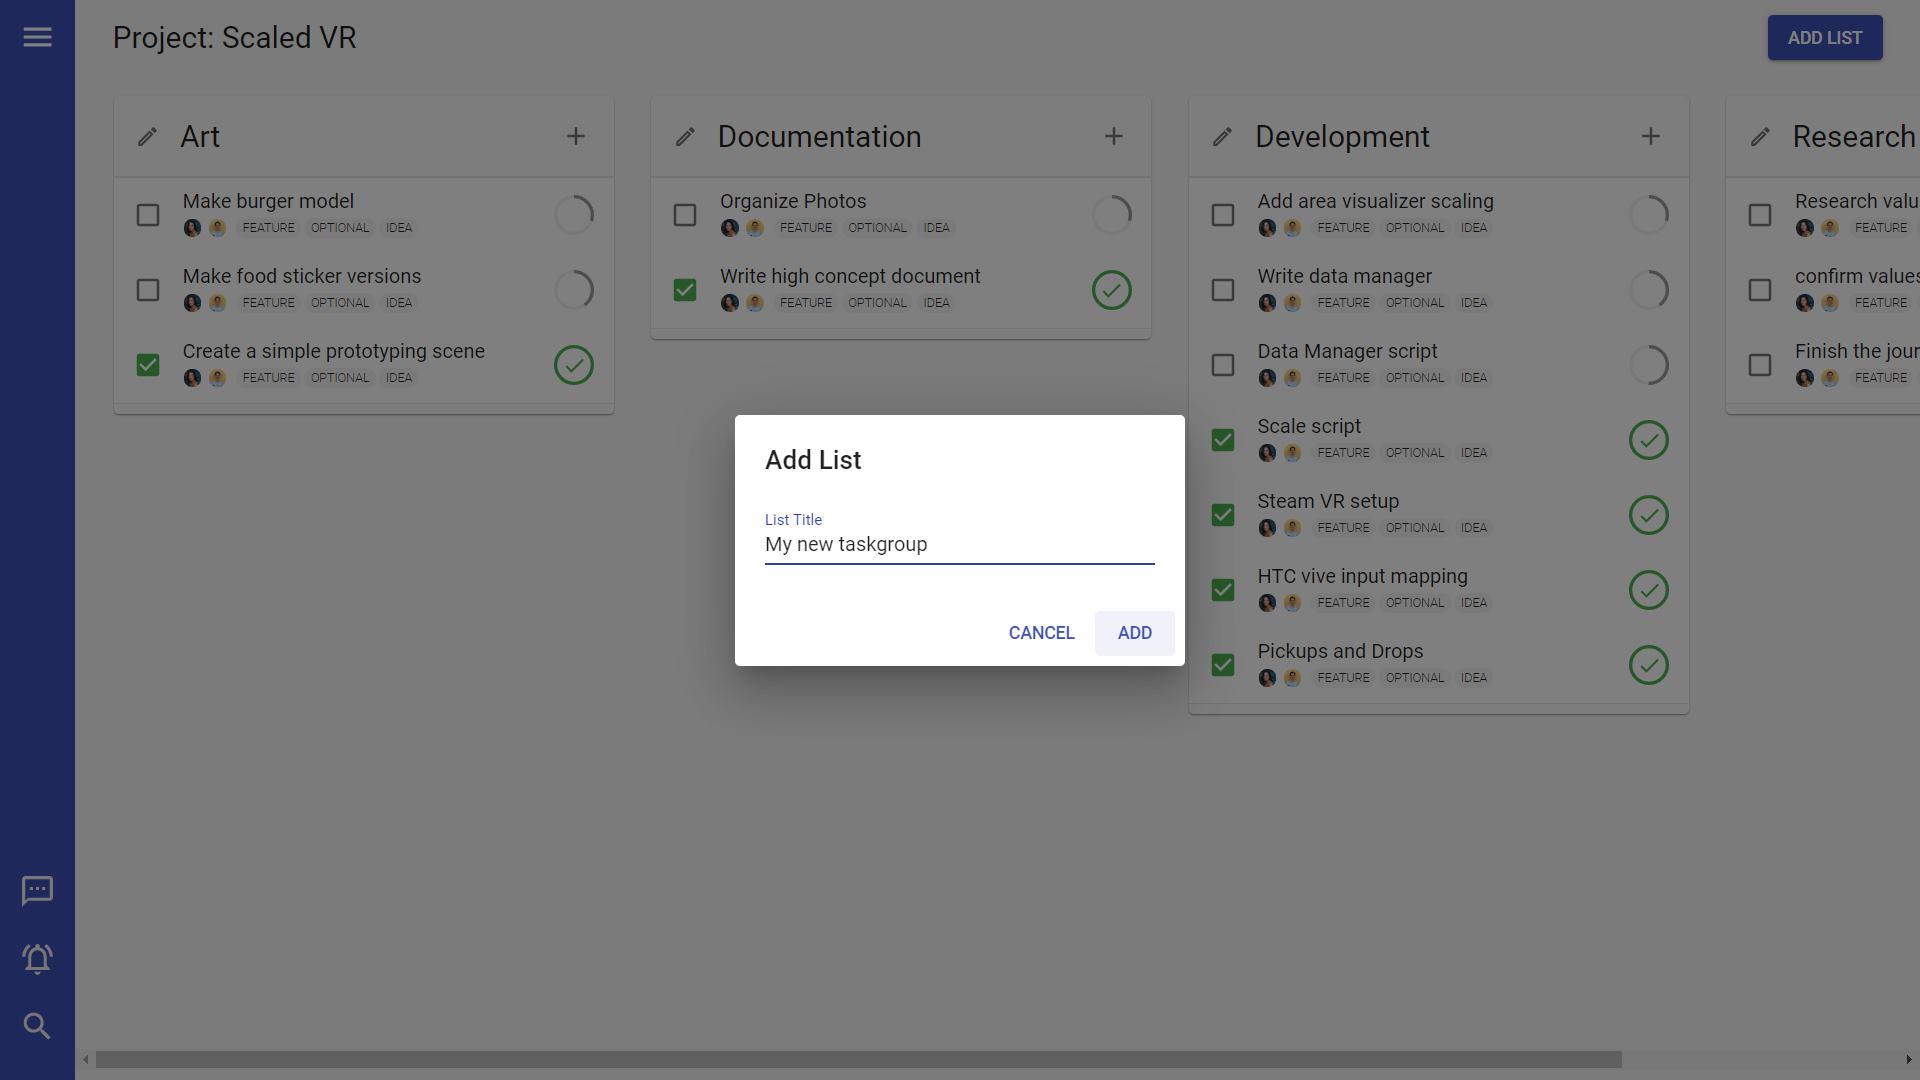 Project: Scaled VR
ADD LIST
Art
Make burger model
FEATURE OPTIONAL IDEA
Make food sticker versions
FEATURE OPTIONAL IDEA
Create a simple prototyping scene
FEATURE OPTIONAL IDEA
Documentation
Organize Photos
FEATURE OPTIONAL IDEA
Write high concept document
FEATURE OPTIONAL IDEA
Development
Add area visualizer scaling
FEATURE OPTIONAL IDEA
Write data manager
FEATURE OPTIONAL IDEA
Data Manager script
FEATURE OPTIONAL IDEA
Scale script
FEATURE OPTIONAL IDEA
Steam VR setup
FEATURE OPTIONAL IDEA
HTC vive input mapping
FEATURE OPTIONAL IDEA
Pickups and Drops
FEATURE OPTIONAL IDEA
Research
Research valu
FEATURE
confirm values
FEATURE
Finish the jour
FEATURE
Add List
List Title
My new taskgroup
CANCEL ADD